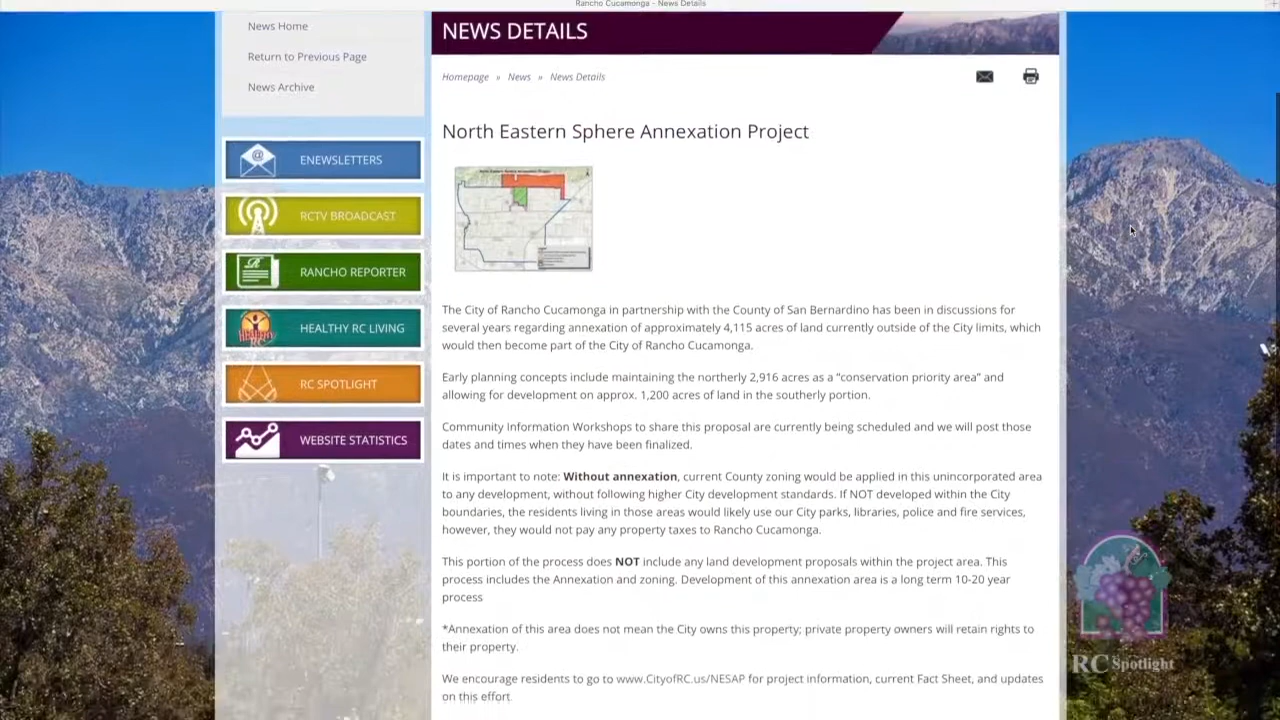 Rancho Cucamonga - News Details
News Home
Return to Previous Page
News Archive
ENEWSLETTERS
RCTV BROADCAST
RANCHO REPORTER
HEALTHY RC LIVING
RC SPOTLIGHT
WEBSITE STATISTICS
NEWS DETAILS
Homepage » News » News Details
North Eastern Sphere Annexation Project
The City of Rancho Cucamonga in partnership with the County of San Bernardino has been in discussions for
several years regarding annexation of approximately 4,115 acres of land currently outside of the City limits, which
would then become part of the City of Rancho Cucamonga.
Early planning concepts include maintaining the northerly 2,916 acres as a "conservation priority area" and
allowing for development on approx. 1,200 acres of land in the southerly portion.
Community Information Workshops to share this proposal are currently being scheduled and we will post those
dates and times when they have been finalized.
It is important to note: Without annexation, current County zoning would be applied in this unincorporated area
to any development, without following higher City development standards. If NOT developed within the City
boundaries, the residents living in those areas would likely use our City parks, libraries, police and fire services,
however, they would not pay any property taxes to Rancho Cucamonga.
This portion of the process does NOT include any land development proposals within the project area. This
process includes the Annexation and zoning. Development of this annexation area is a long term 10-20 year
process
*Annexation of this area does not mean the City owns this property; private property owners will retain rights to
their property.
We encourage residents to go to www.CityofRC.us/NESAP for project information, current Fact Sheet, and updates
on this effort
RC Spotlight